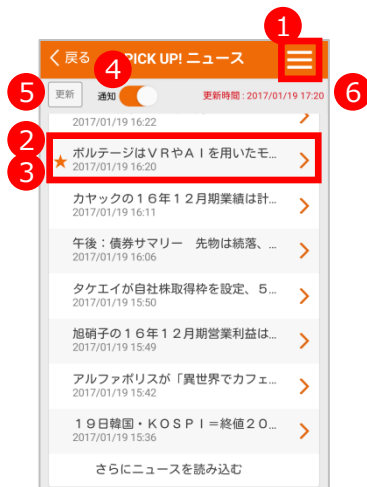 1
く 戻る PICK UP! ニュース
4
5 更新 通知 更新時間 : 2017/01/19 17:20 6
2017/01/19 16:22
2
3
★ ボルテージはＶＲやＡＩを用いたモ...
2017/01/19 16:20
カヤックの１６年１２月期業績は計...
2017/01/19 16:11
午後：債券サマリー　先物は続落、...
2017/01/19 16:06
タケエイが自社株取得枠を設定、５...
2017/01/19 15:50
旭硝子の１６年１２月期営業利益は...
2017/01/19 15:49
アルファポリスが「異世界でカフェ...
2017/01/19 15:42
１９日韓国・ＫＯＳＰＩ＝終値２０...
2017/01/19 15:36
さらにニュースを読み込む